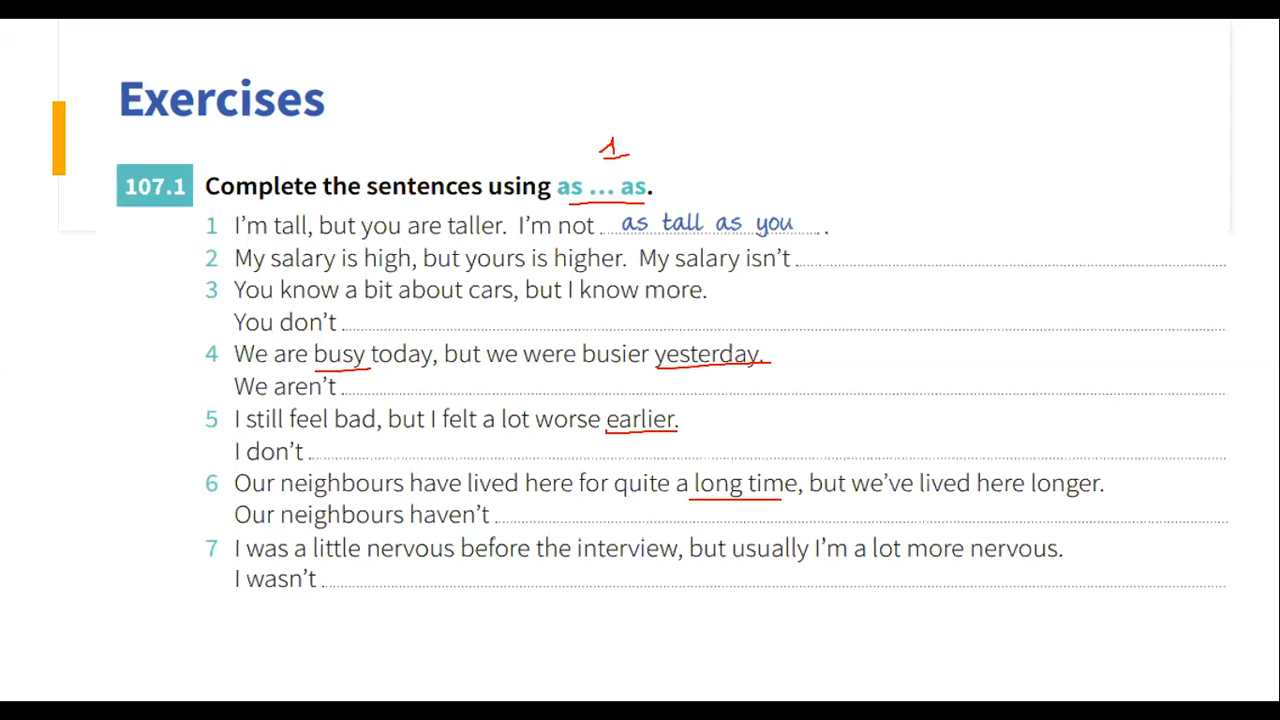 Exercises
1
107.1 Complete the sentences using as ... as.
1 I'm tall, but you are taller. I'm not as tall as you .
2 My salary is high, but yours is higher. My salary isn't
3 You know a bit about cars, but I know more.
You don't
4 We are busy today, but we were busier yesterday.
We aren't
5 I still feel bad, but I felt a lot worse earlier.
I don't
6 Our neighbours have lived here for quite a long time, but we've lived here longer.
Our neighbours haven't
7 I was a little nervous before the interview, but usually I'm a lot more nervous.
I wasn't